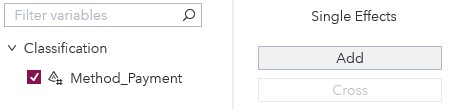 Filter variables
Classification
Method_Payment
Single Effects
Add
Cross